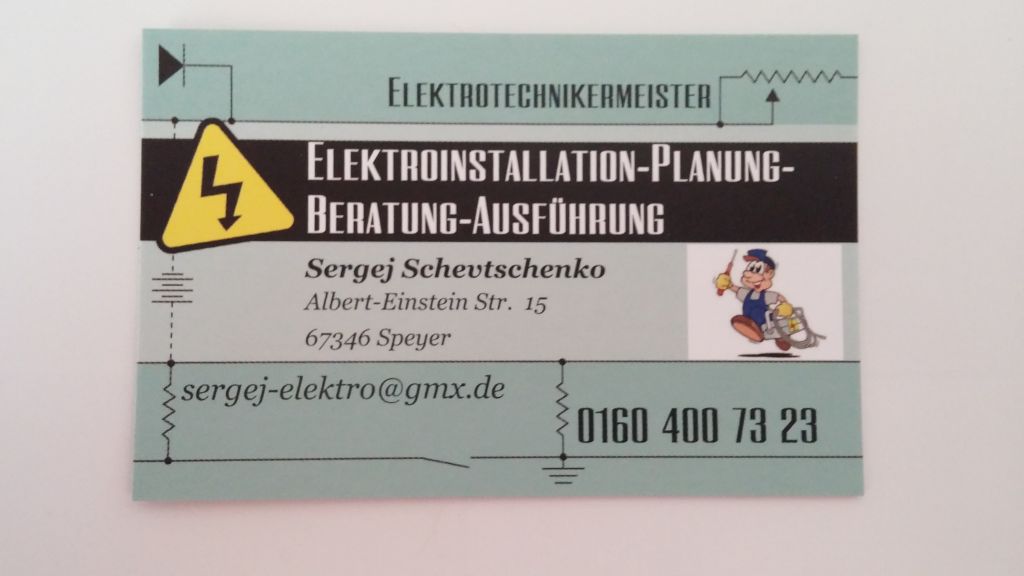 Elektrotechnikermeister
Elektroinstallation-Planung-
Beratung-Ausführung
Sergej Schevtschenko
Albert-Einstein Str. 15
67346 Speyer
sergej-elektro@gmx.de
0160 400 73 23